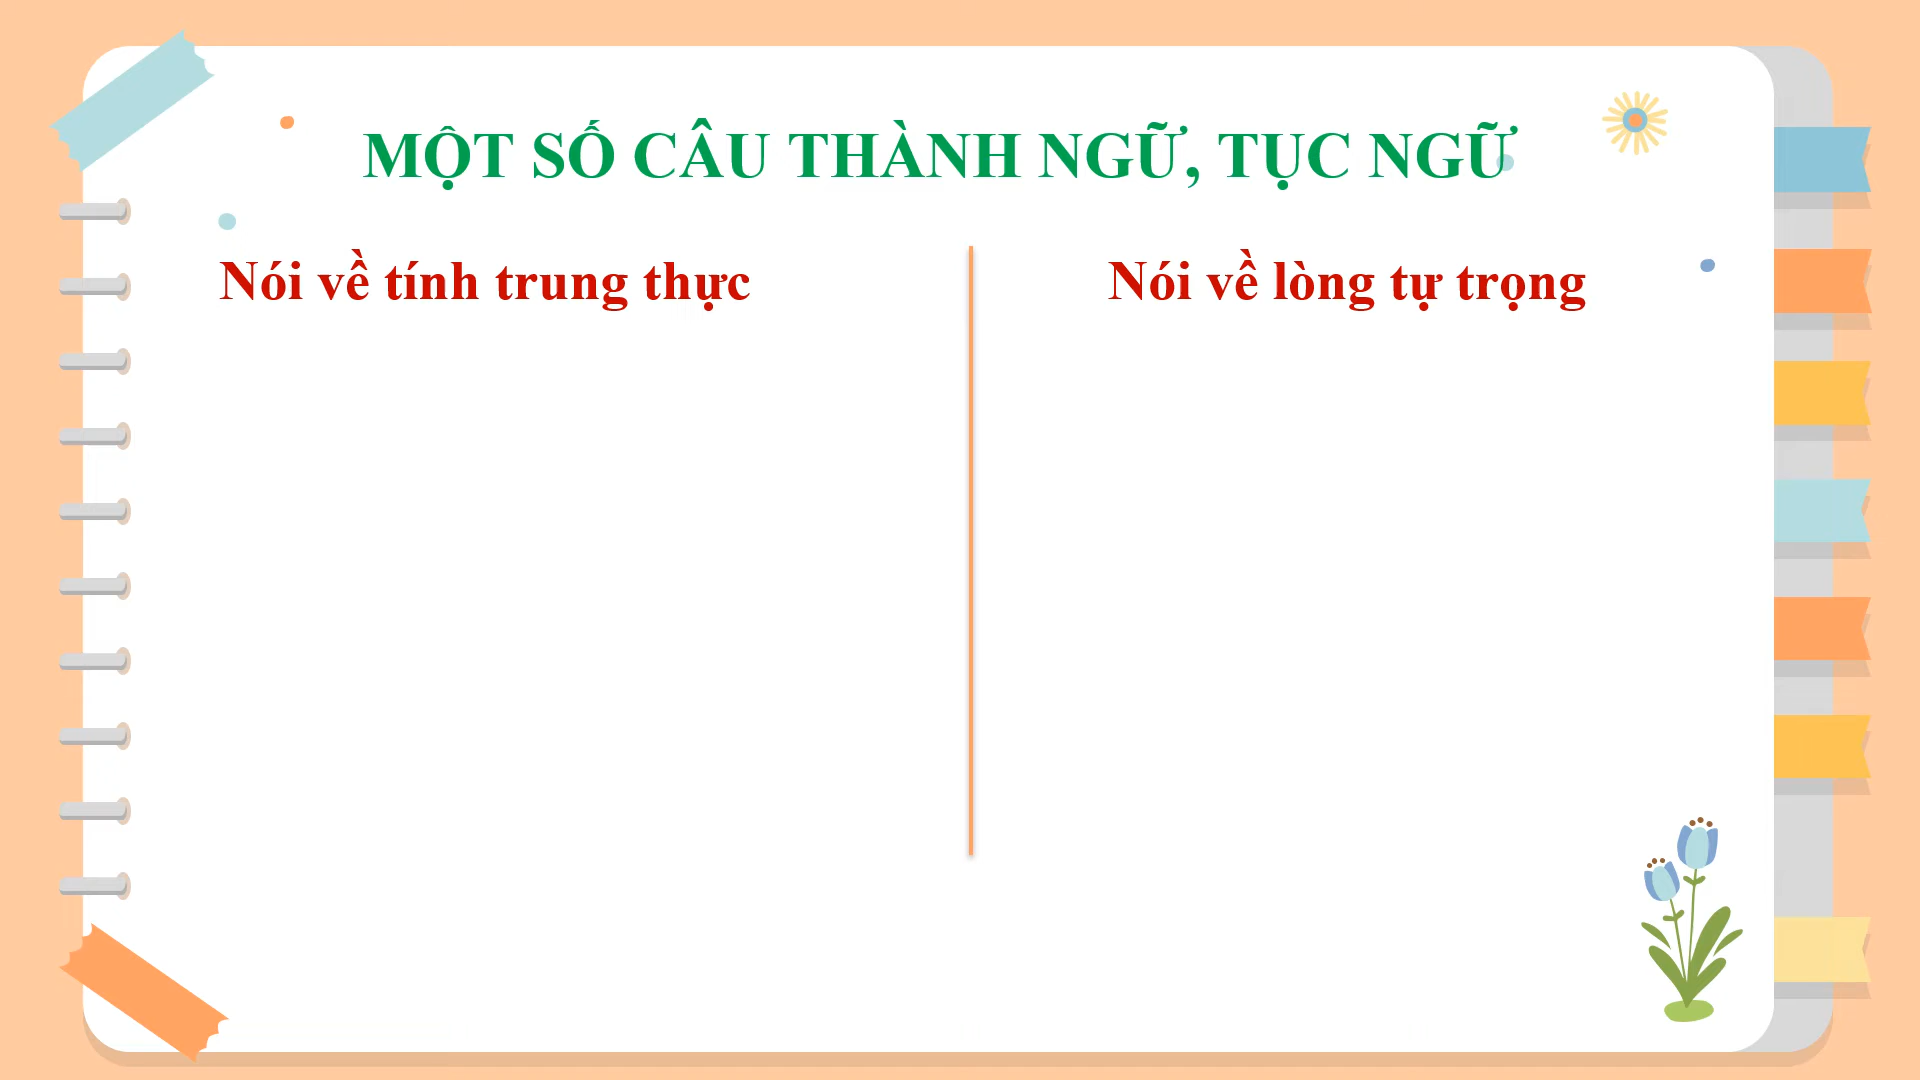 MỘT SỐ CÂU THÀNH NGỮ, TỤC NGỮ
Nói về tính trung thực
Nói về lòng tự trọng